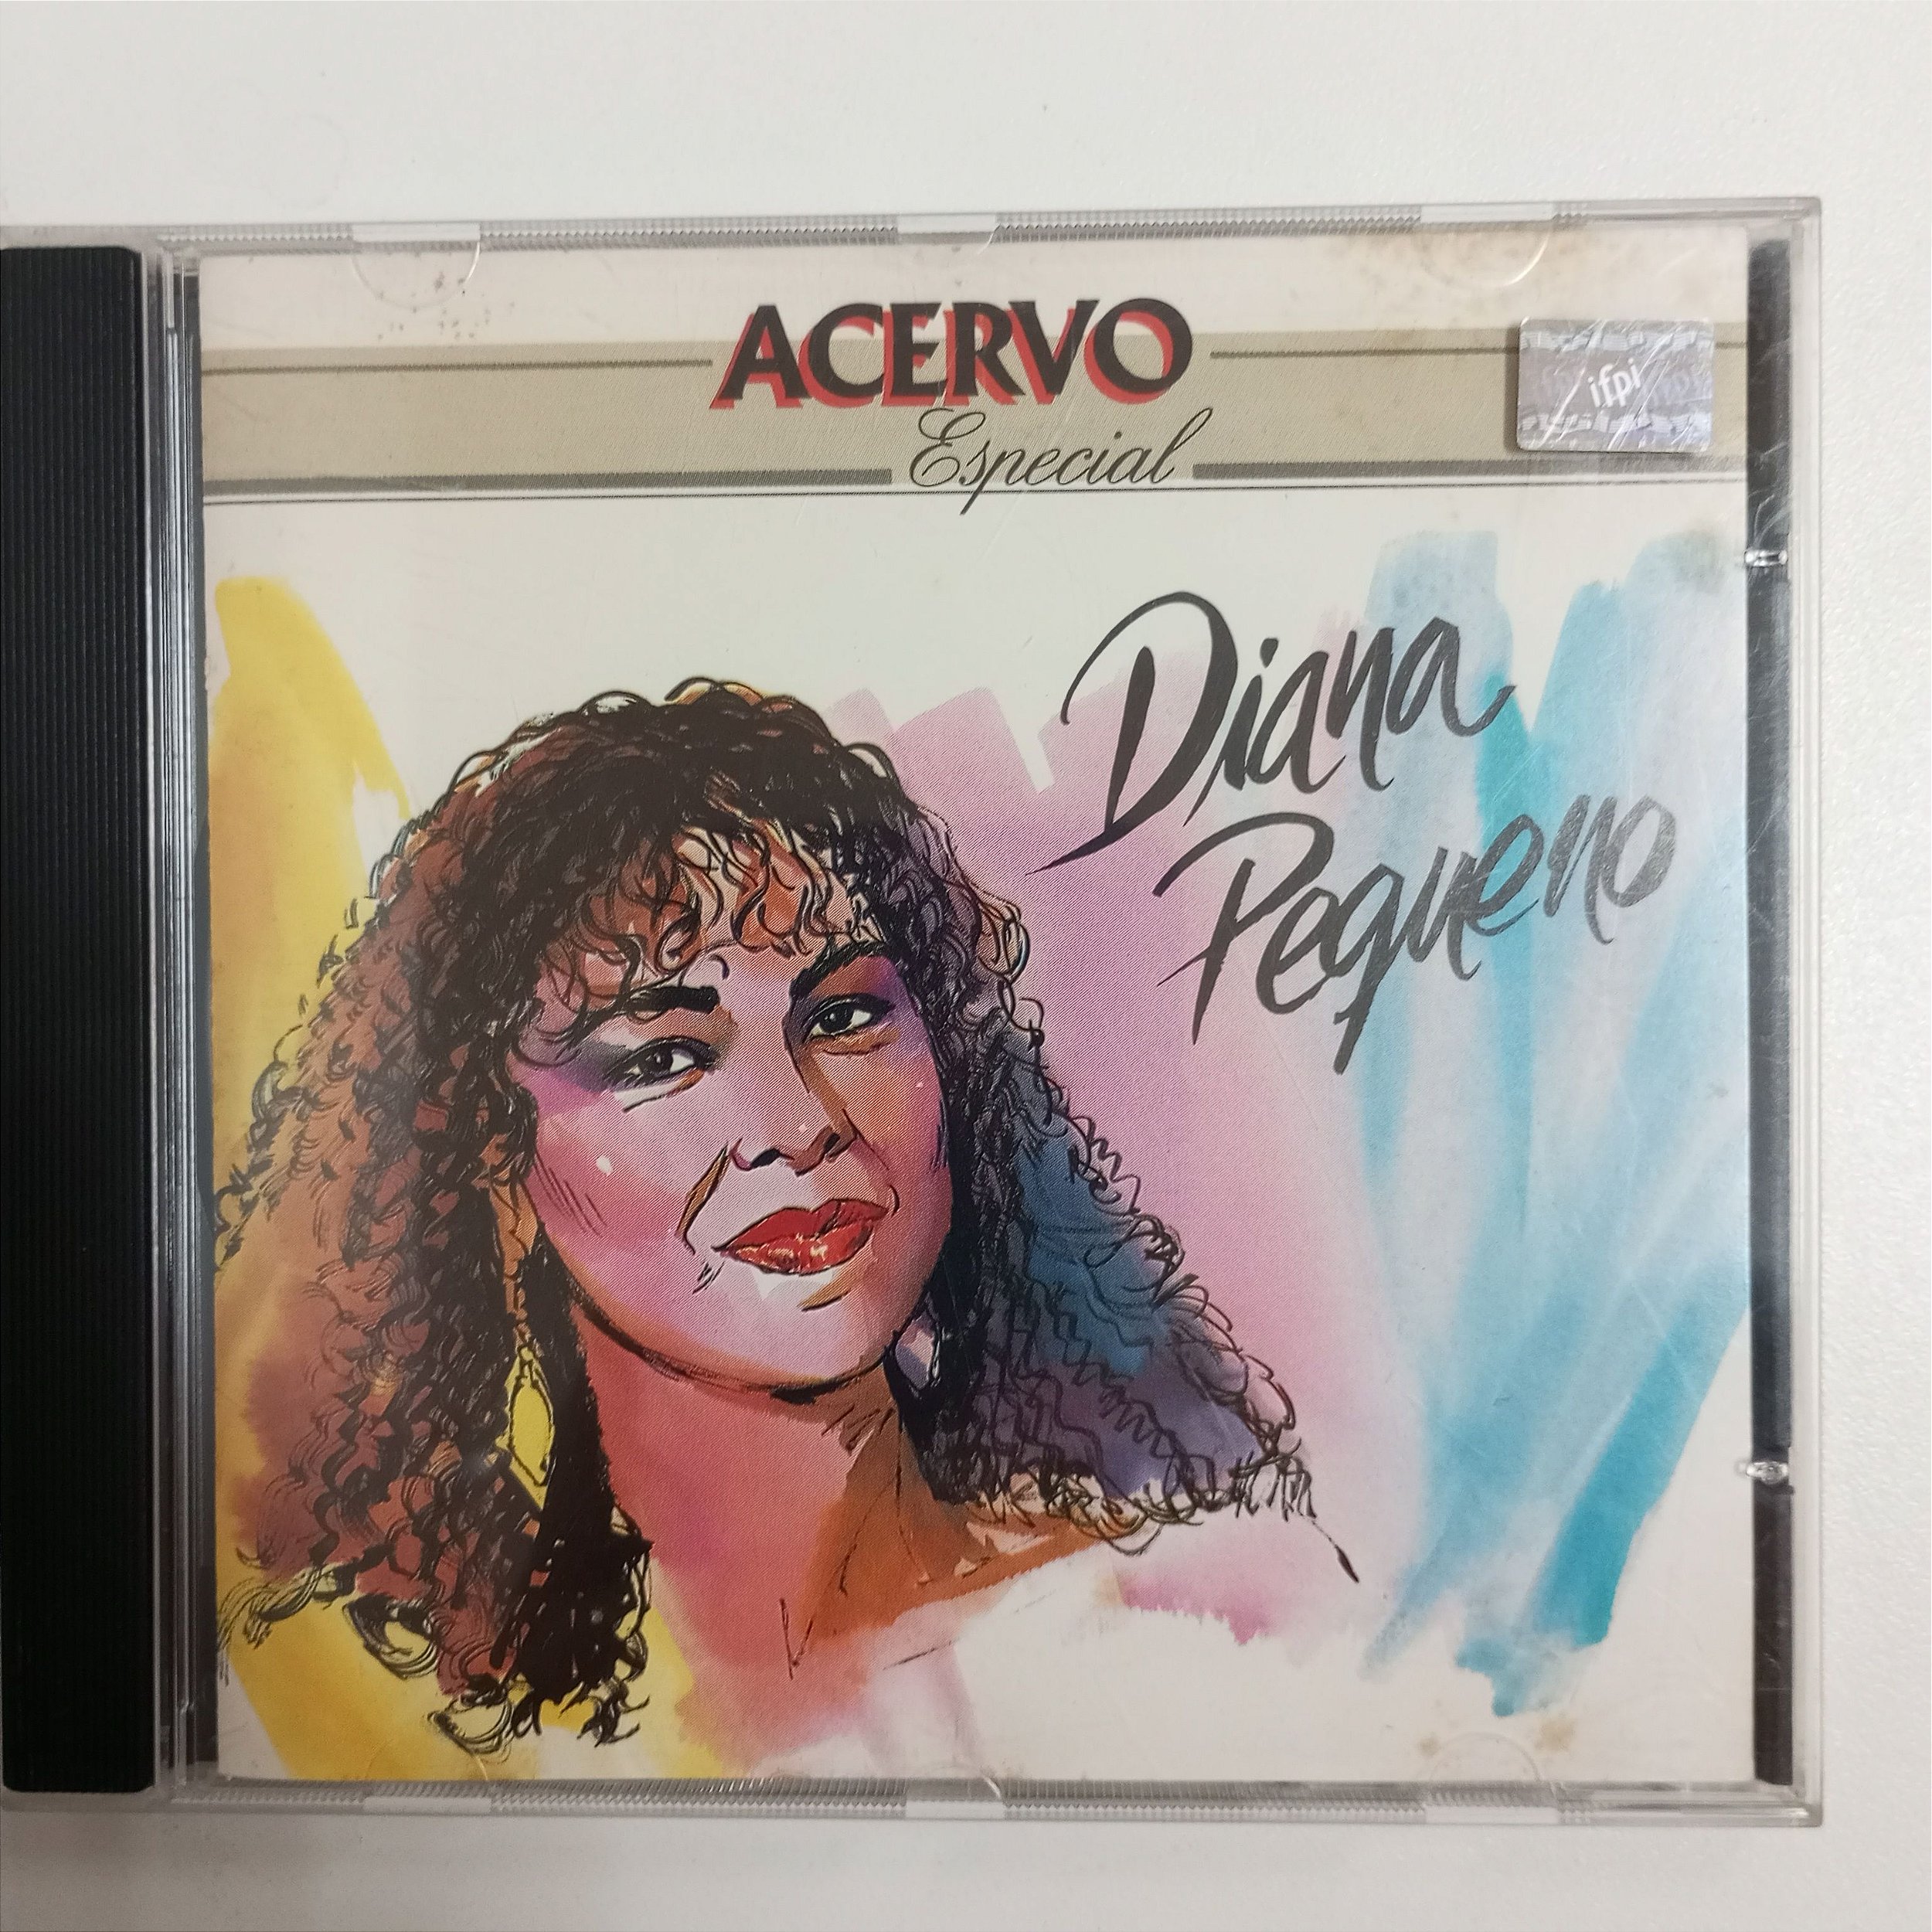 ACERVO
Especial
ifpi
Diana
Pequeno